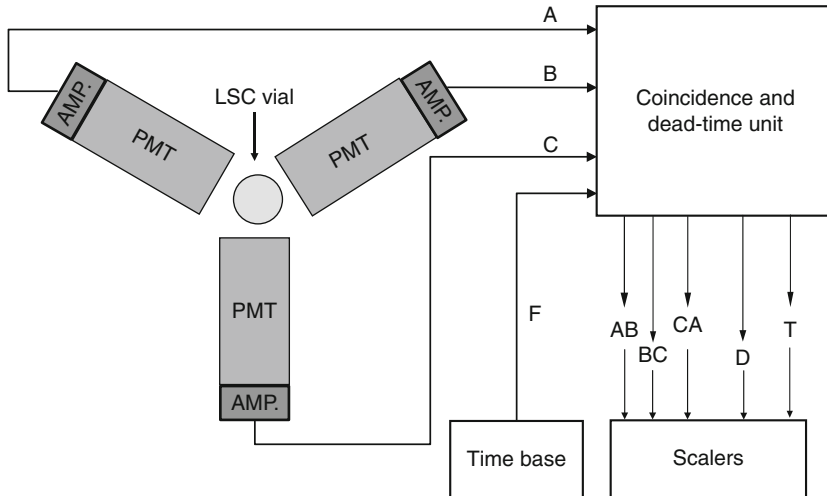 A
AMP.
PMT
LSC vial
AMP.
PMT
B
C
Coincidence and
dead-time unit
PMT
AMP.
F
AB
BC
CA
D
T
Time base
Scalers